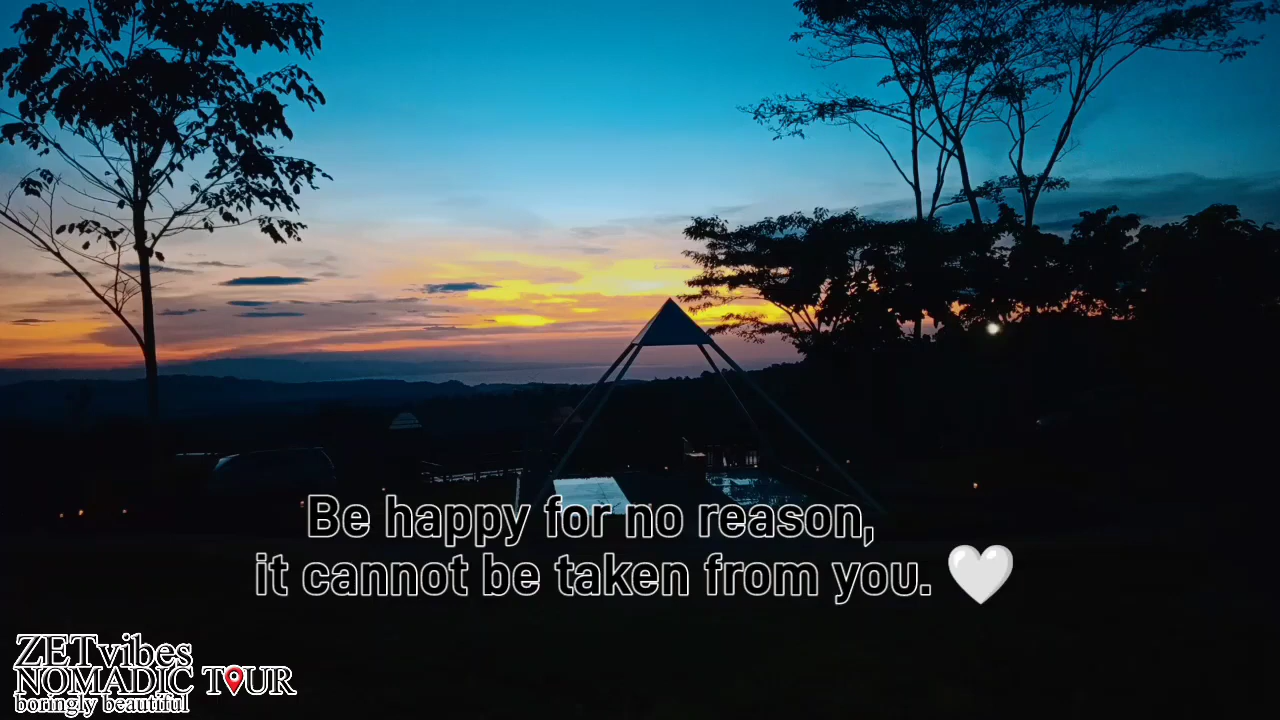 Be happy for no reason,
it cannot be taken from you. 🤍
ZETvibes
NOMADIC TOUR
boringly beautiful